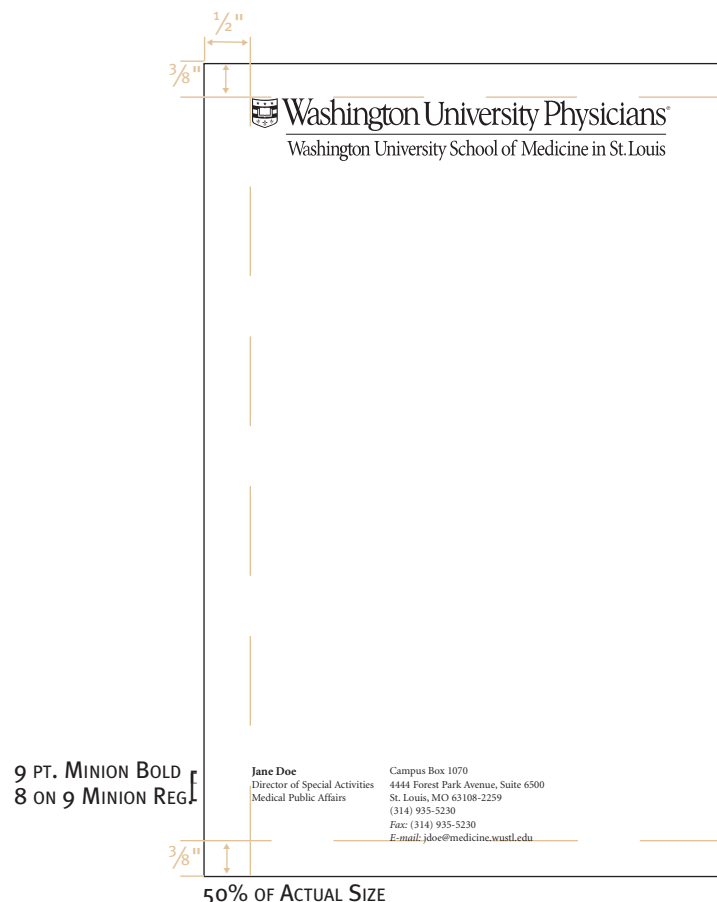 ½"
⅜"
Washington University Physicians®
Washington University School of Medicine in St. Louis
9 PT. MINION BOLD
8 ON 9 MINION REG.
Jane Doe
Director of Special Activities
Medical Public Affairs
Campus Box 1070
4444 Forest Park Avenue, Suite 6500
St. Louis, MO 63108-2259
(314) 935-5230
Fax: (314) 935-5230
E-mail: jdoe@medicine.wustl.edu
⅜"
50% OF ACTUAL SIZE